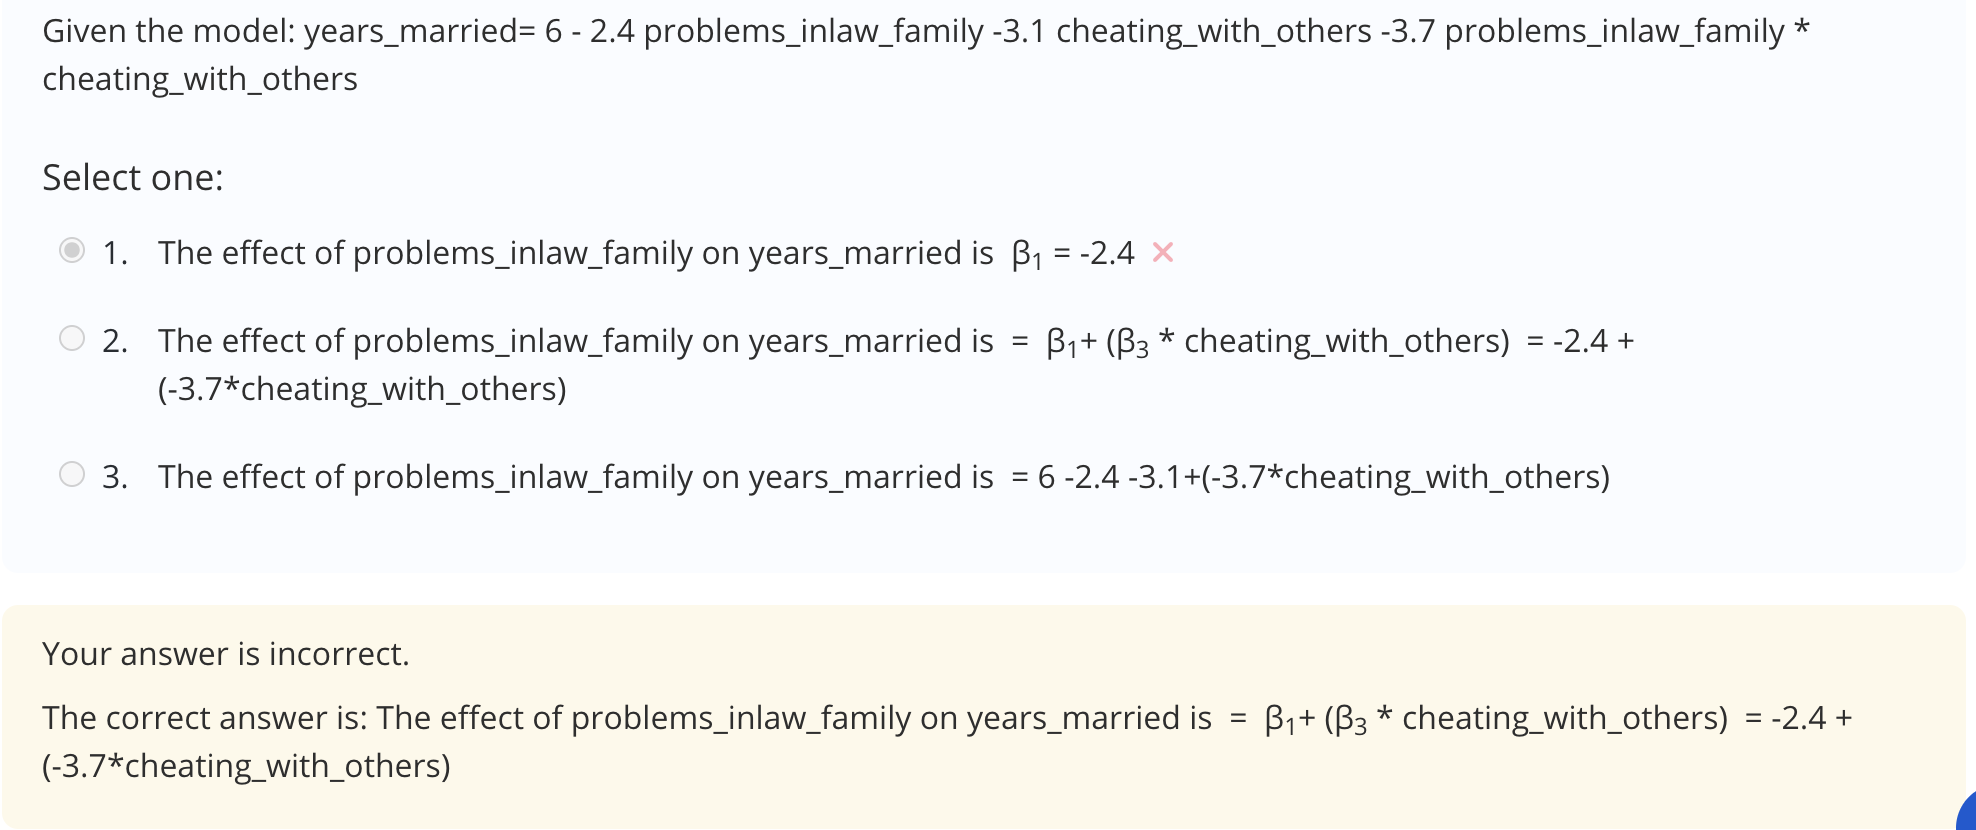 Given the model: years_married= 6 - 2.4 problems_inlaw_family -3.1 cheating_with_others -3.7 problems_inlaw_family *
cheating_with_others
Select one:
1. The effect of problems_inlaw_family on years_married is β₁ = -2.4 ×
2. The effect of problems_inlaw_family on years_married is = β₁+ (β₃ * cheating_with_others) = -2.4 +
(-3.7*cheating_with_others)
3. The effect of problems_inlaw_family on years_married is = 6 -2.4 -3.1+(-3.7*cheating_with_others)
Your answer is incorrect.
The correct answer is: The effect of problems_inlaw_family on years_married is = β₁+ (β₃ * cheating_with_others) = -2.4 +
(-3.7*cheating_with_others)